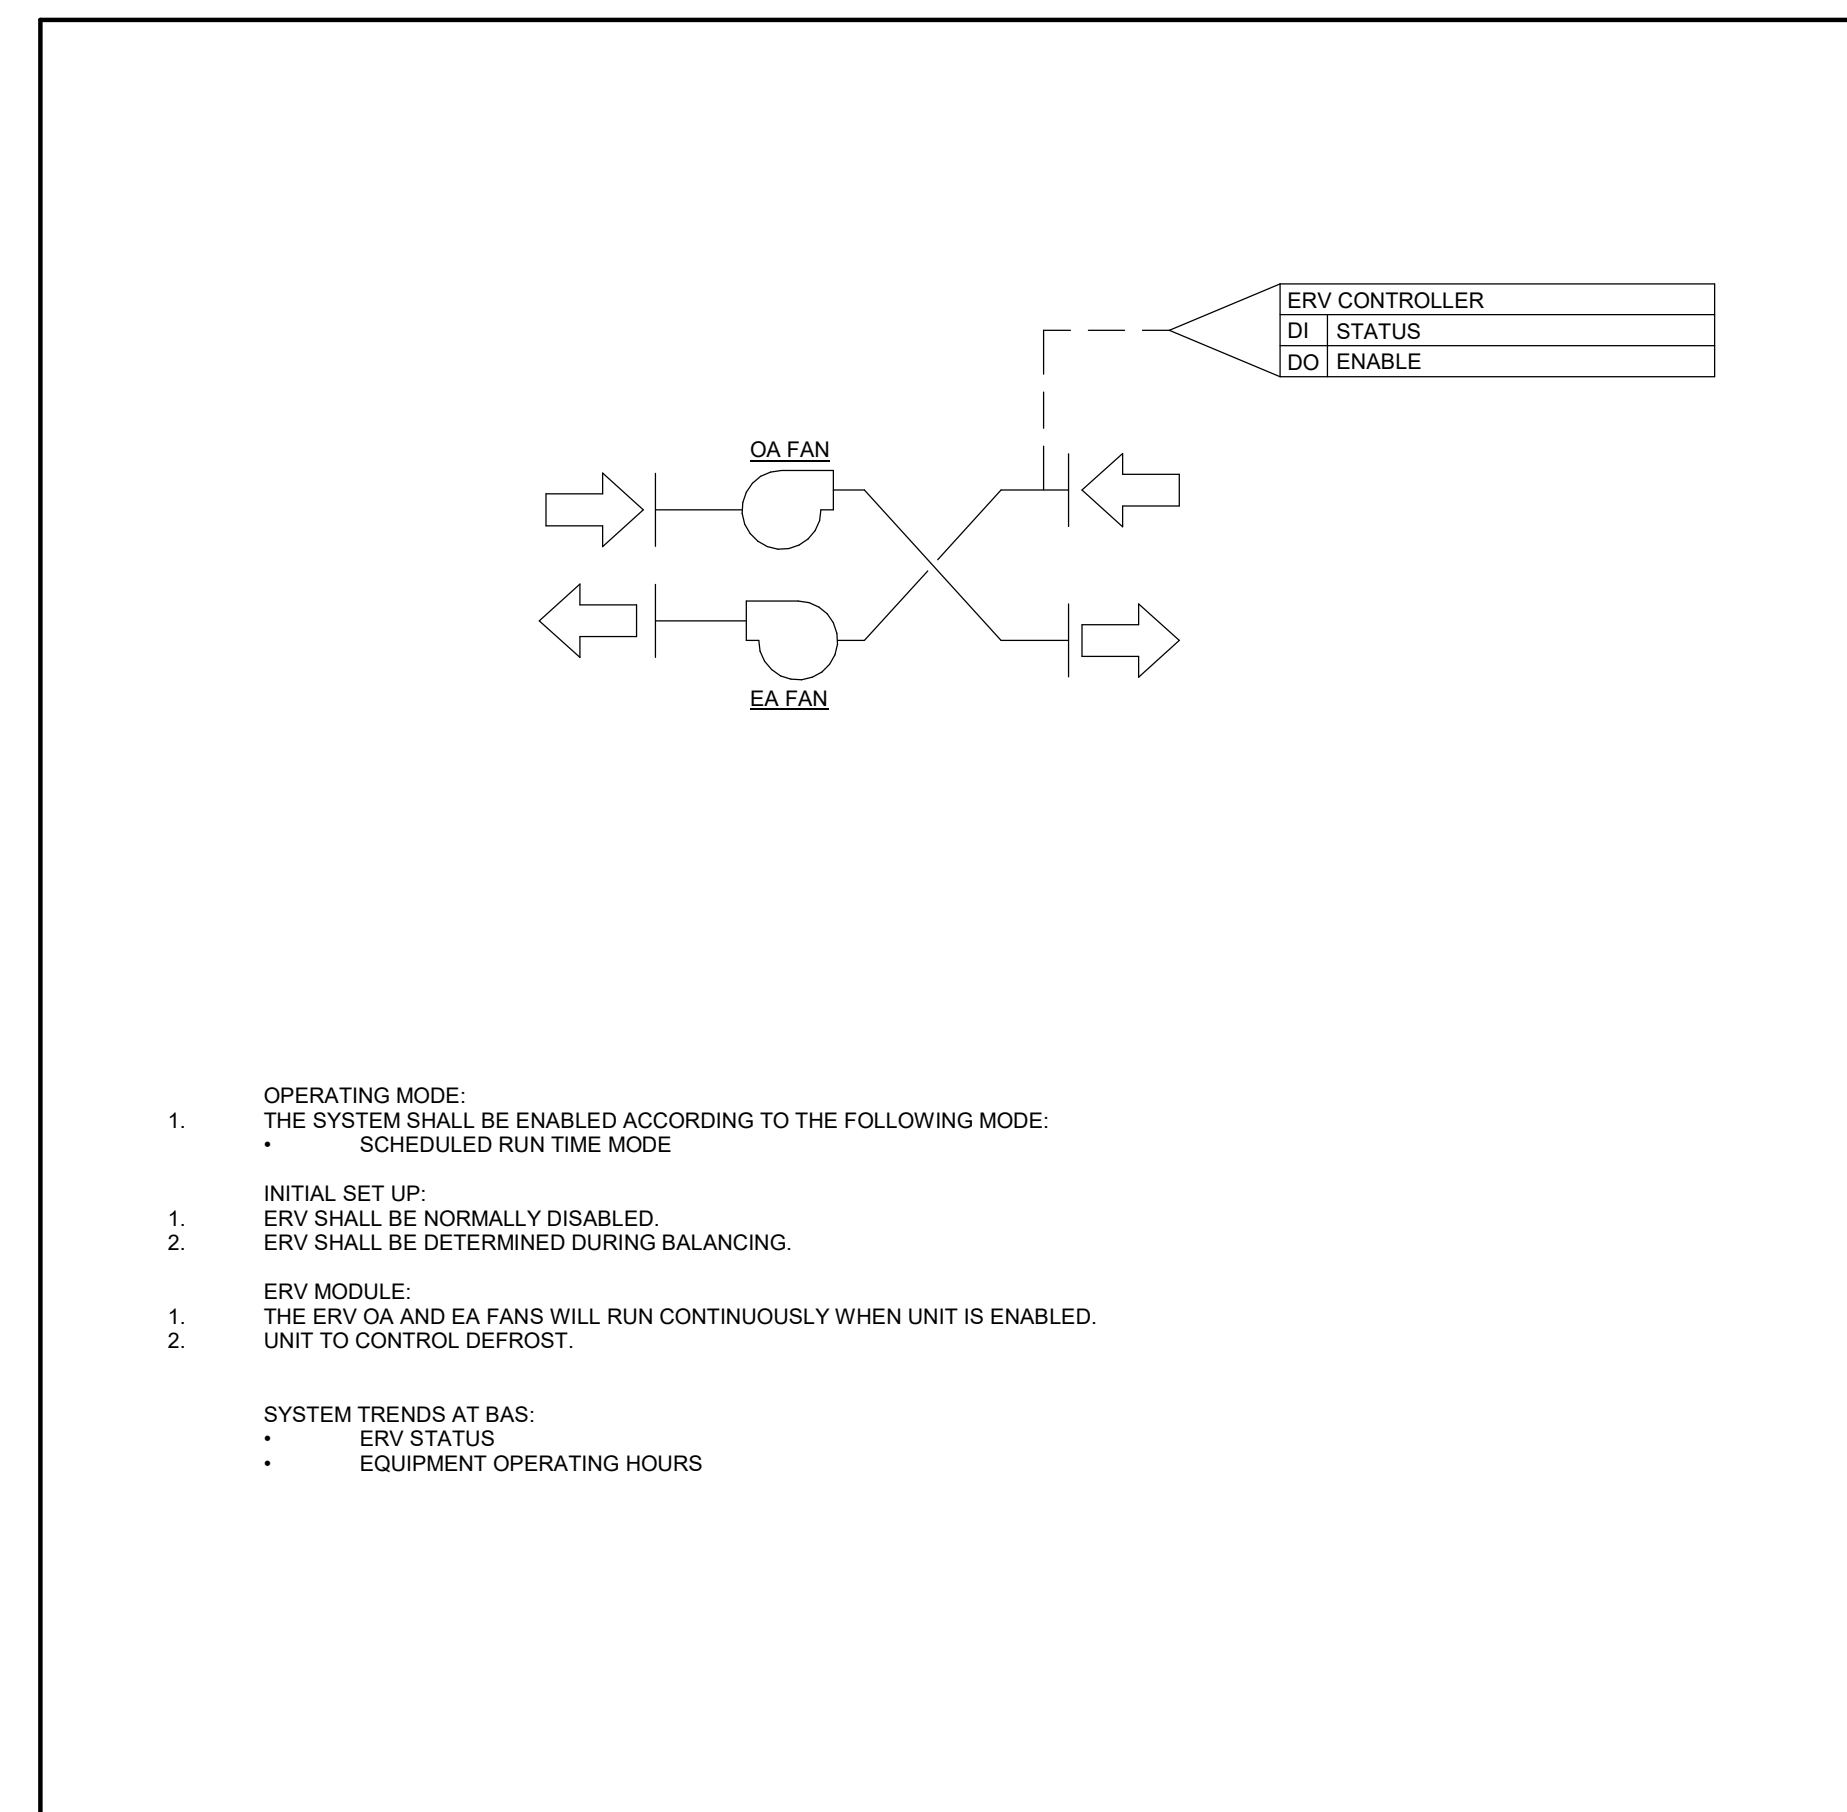 ERV CONTROLLER
DI STATUS
DO ENABLE
OA FAN
EA FAN
OPERATING MODE:
1. THE SYSTEM SHALL BE ENABLED ACCORDING TO THE FOLLOWING MODE:
• SCHEDULED RUN TIME MODE
INITIAL SET UP:
1. ERV SHALL BE NORMALLY DISABLED.
2. ERV SHALL BE DETERMINED DURING BALANCING.
ERV MODULE:
1. THE ERV OA AND EA FANS WILL RUN CONTINUOUSLY WHEN UNIT IS ENABLED.
2. UNIT TO CONTROL DEFROST.
SYSTEM TRENDS AT BAS:
• ERV STATUS
• EQUIPMENT OPERATING HOURS